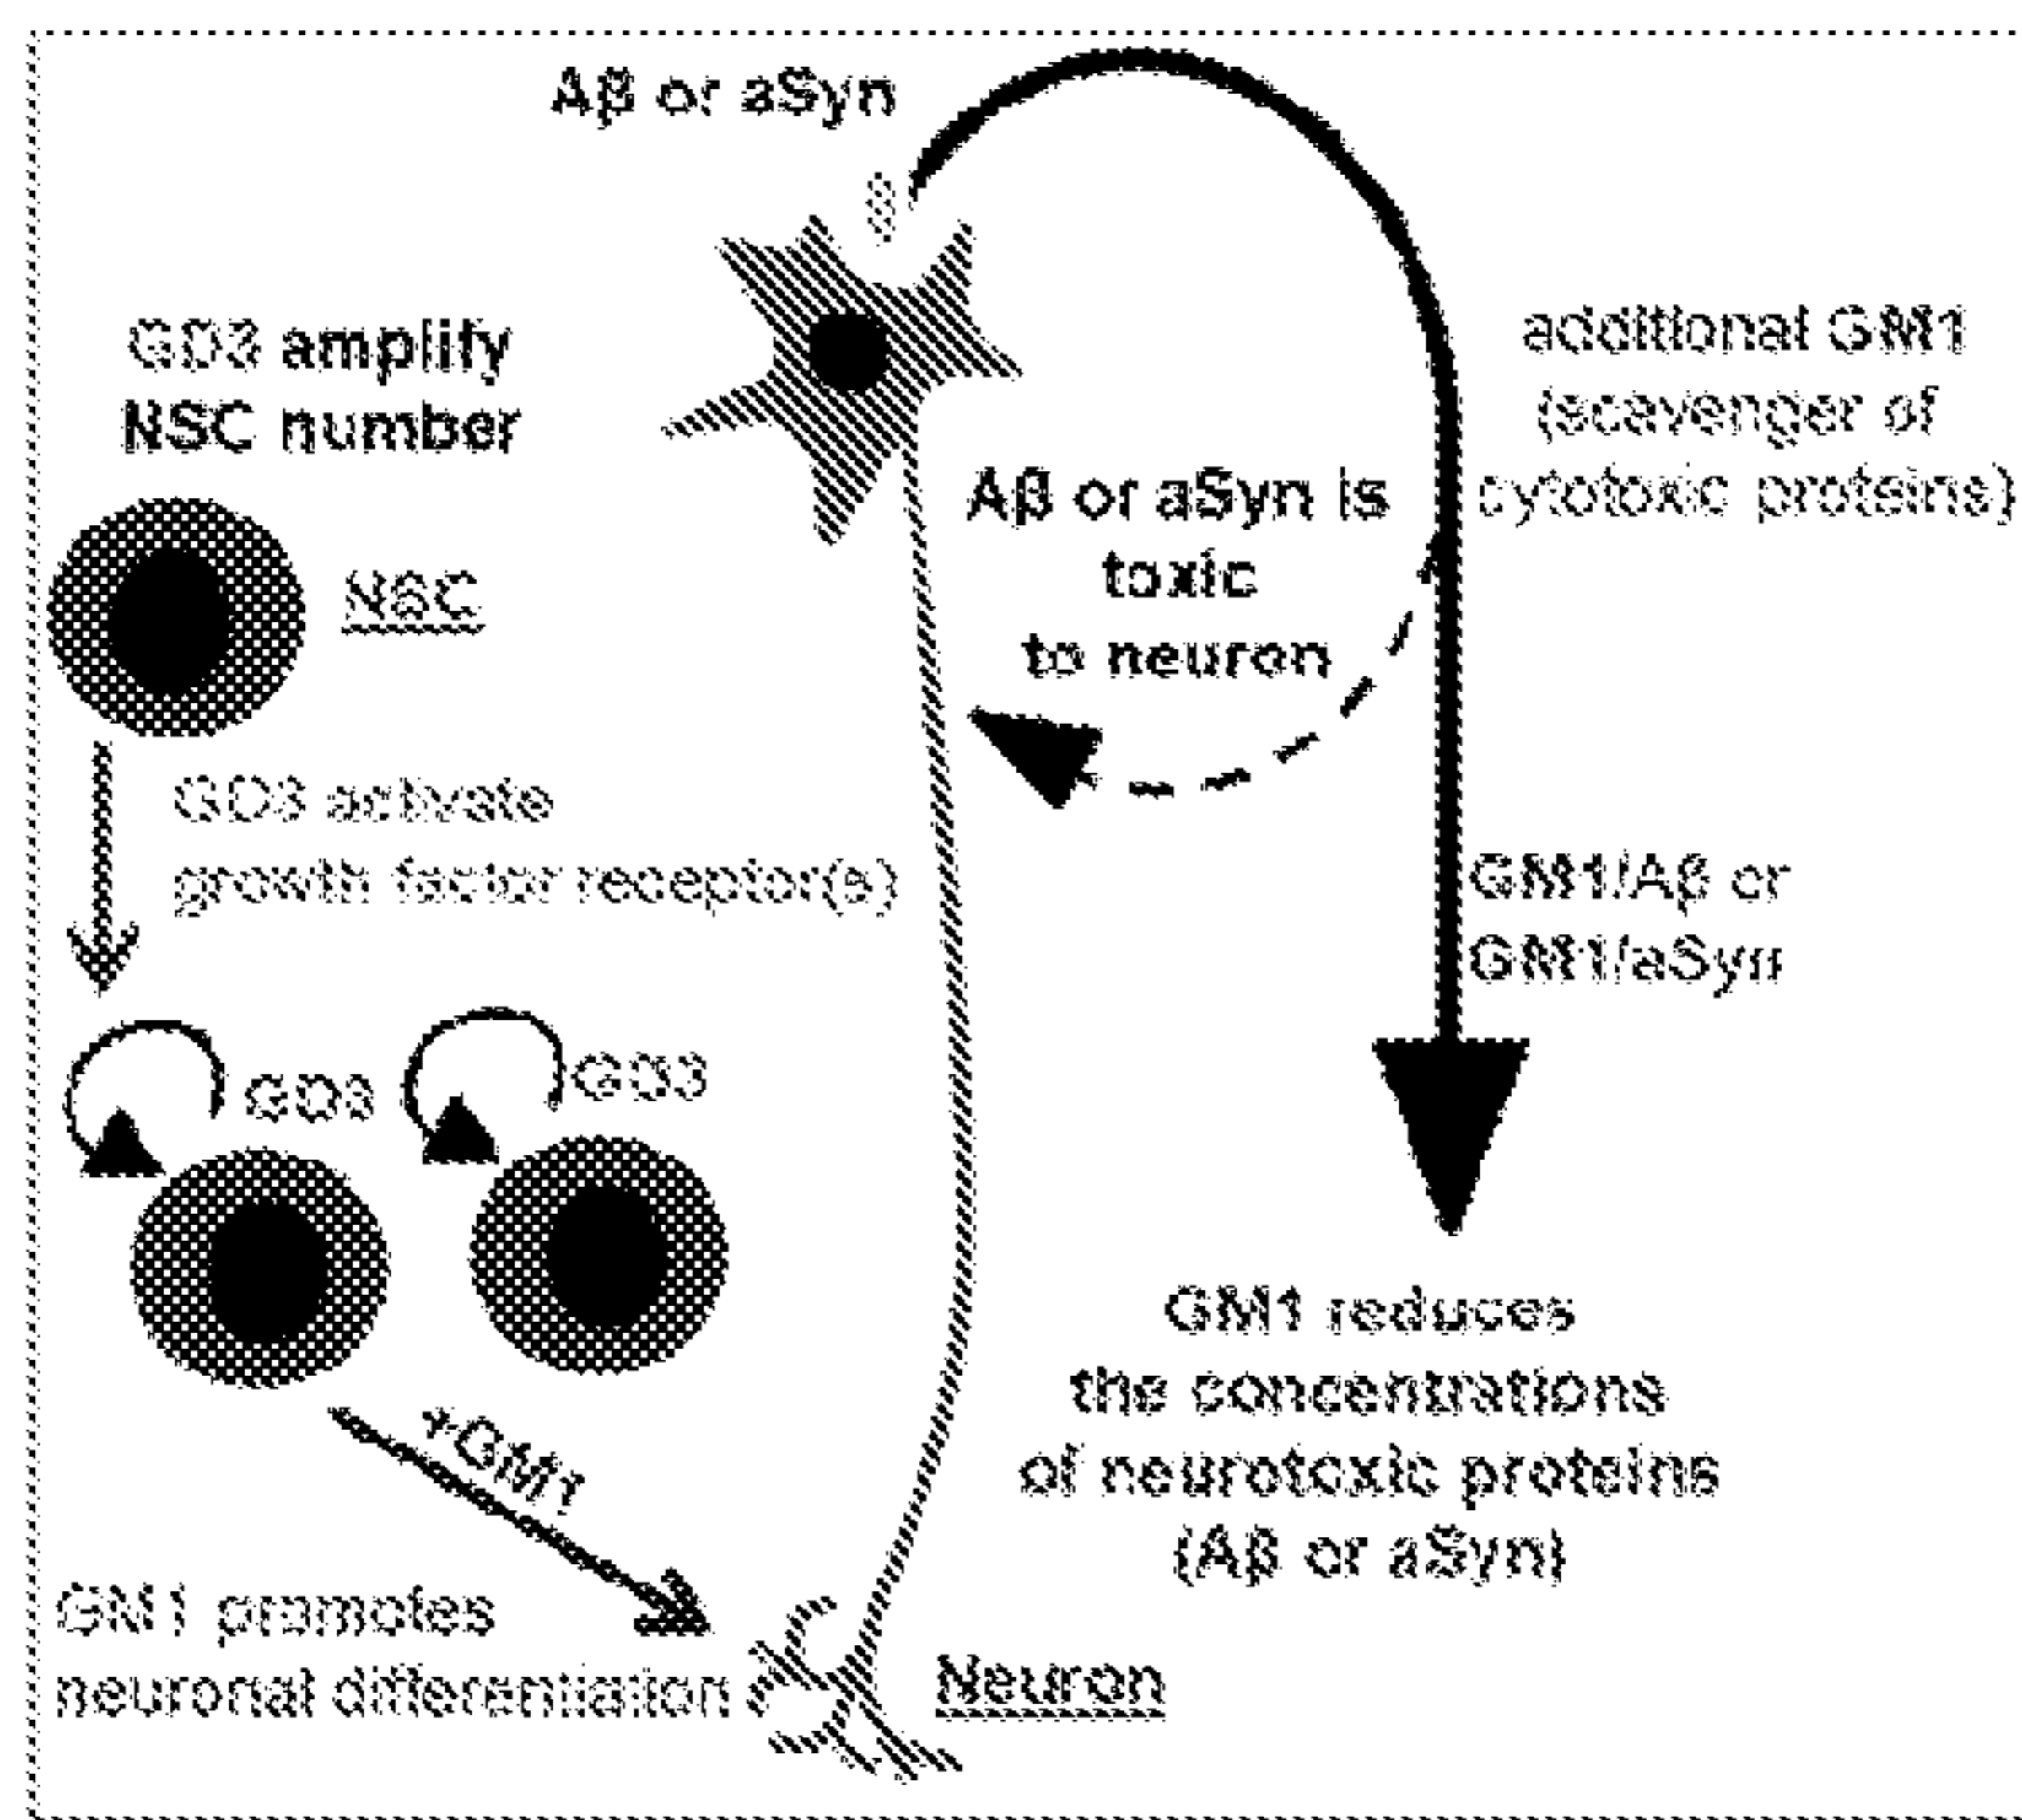 Aβ or aSyn
GD3 amplify
NSC number
NSC
GD3 activate
growth factor receptor(s)
GD3
GD3
+GM1
GM1 promotes
neuronal differentiation
Neuron
Aβ or aSyn is
toxic
to neuron
additional GM1
(scavenger of
cytotoxic proteins)
GM1/Aβ or
GM1/aSyn
GM1 reduces
the concentrations
of neurotoxic proteins
(Aβ or aSyn)